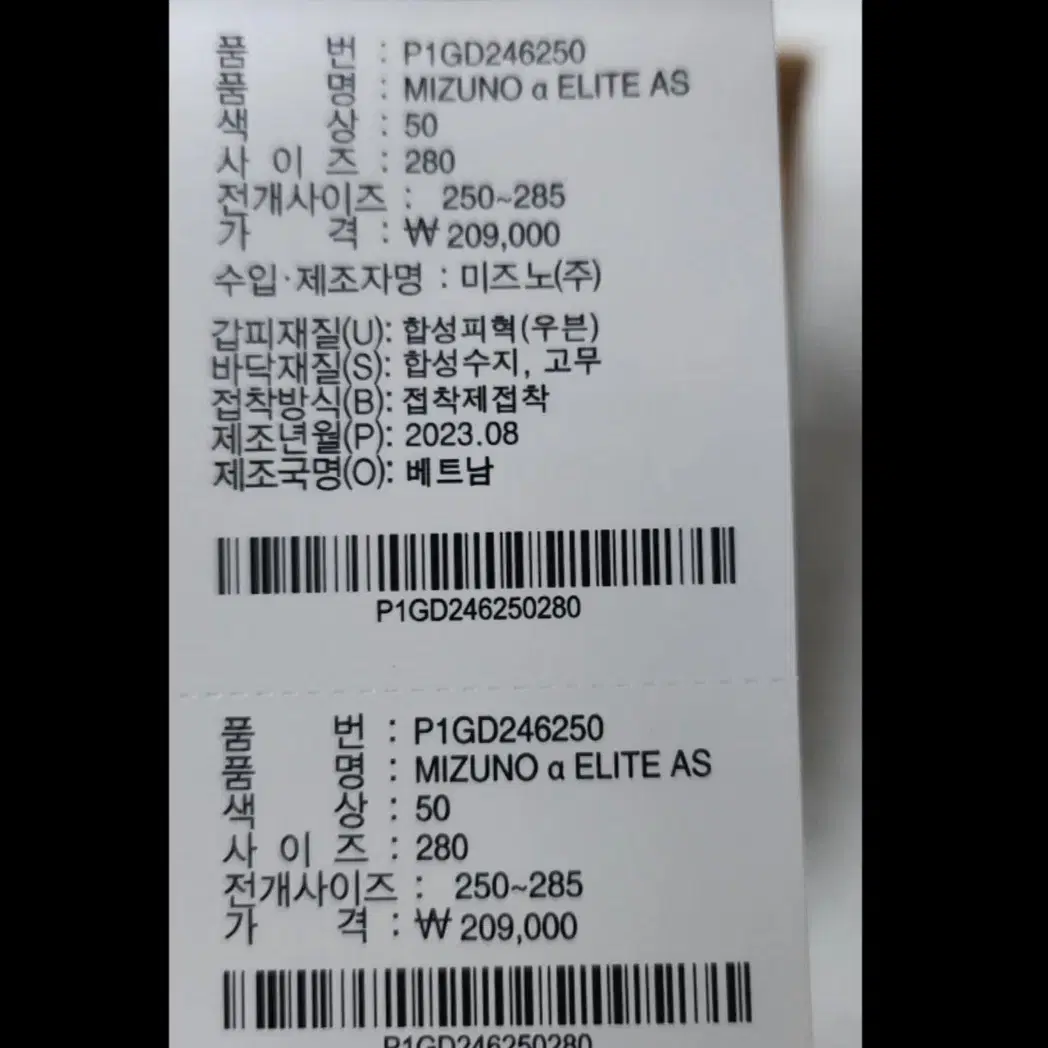 품 번 : P1GD246250
품 명 : MIZUNO α ELITE AS
색 상 : 50
사 이 즈 : 280
전개사이즈 : 250~285
가 격 : ₩ 209,000
수입·제조자명 : 미즈노(주)
갑피재질(U): 합성피혁(우븐)
바닥재질(S): 합성수지, 고무
접착방식(B): 접착제접착
제조년월(P): 2023.08
제조국명(O): 베트남
P1GD246250280
품 번 : P1GD246250
품 명 : MIZUNO α ELITE AS
색 상 : 50
사 이 즈 : 280
전개사이즈 : 250~285
가 격 : ₩ 209,000
P1GD246250280